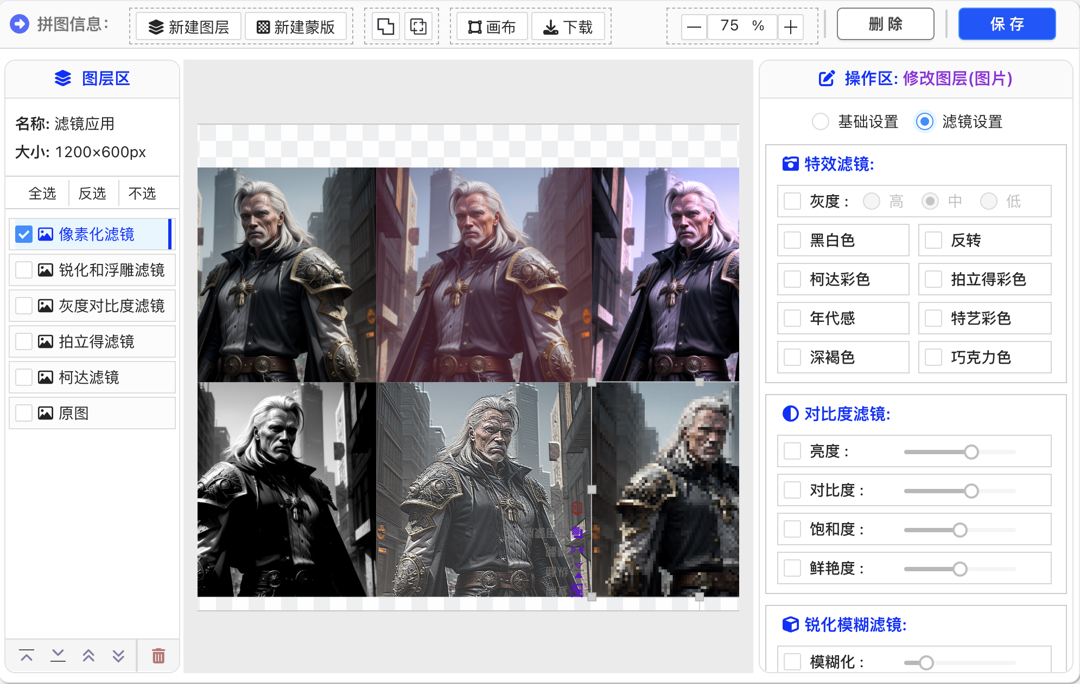 拼图信息:
新建图层
新建蒙版
画布
下载
75 %
删 除
保 存
图层区
名称: 滤镜应用
大小: 1200×600px
全选
反选
不选
像素化滤镜
锐化和浮雕滤镜
灰度对比度滤镜
拍立得滤镜
柯达滤镜
原图
操作区: 修改图层(图片)
基础设置
滤镜设置
特效滤镜:
灰度 : 高 中 低
黑白色
反转
柯达彩色
拍立得彩色
年代感
特艺彩色
深褐色
巧克力色
对比度滤镜:
亮度 :
对比度 :
饱和度 :
鲜艳度 :
锐化模糊滤镜:
模糊化 :